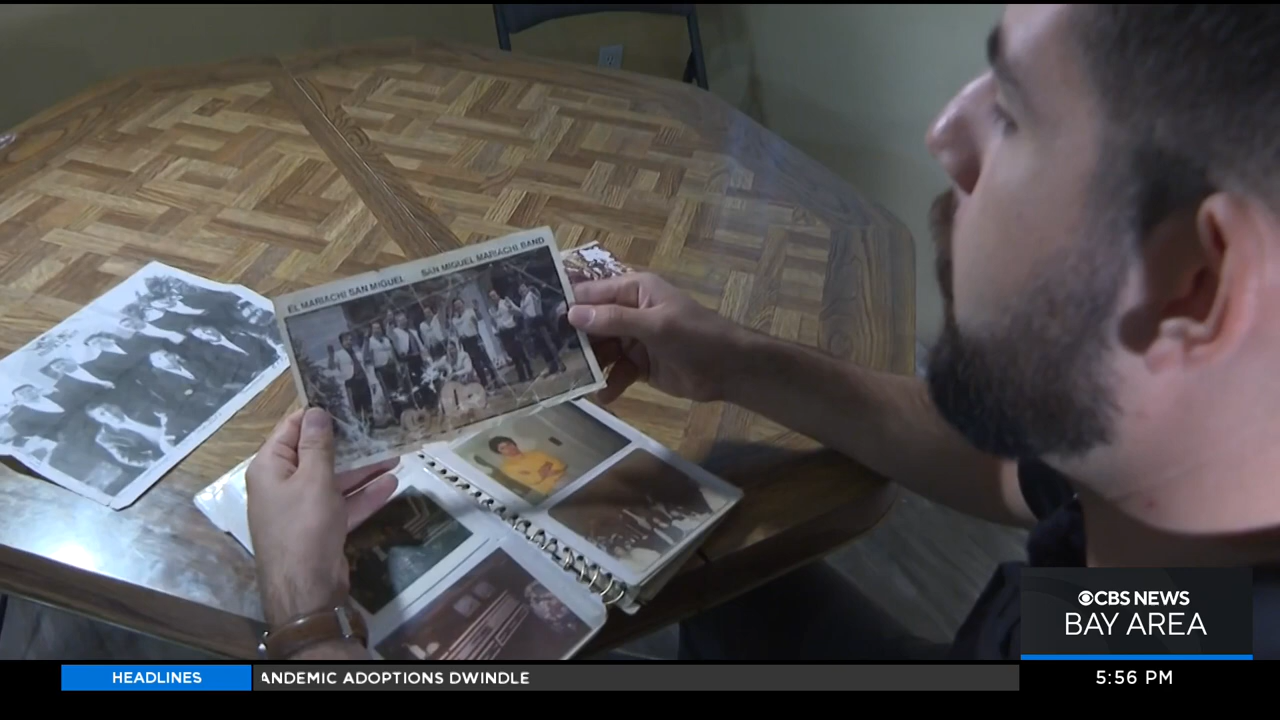 EL MARIACHI SAN MIGUEL
SAN MIGUEL MARIACHI BAND
CBS NEWS
BAY AREA
HEADLINES
ANDEMIC ADOPTIONS DWINDLE
5:56 PM